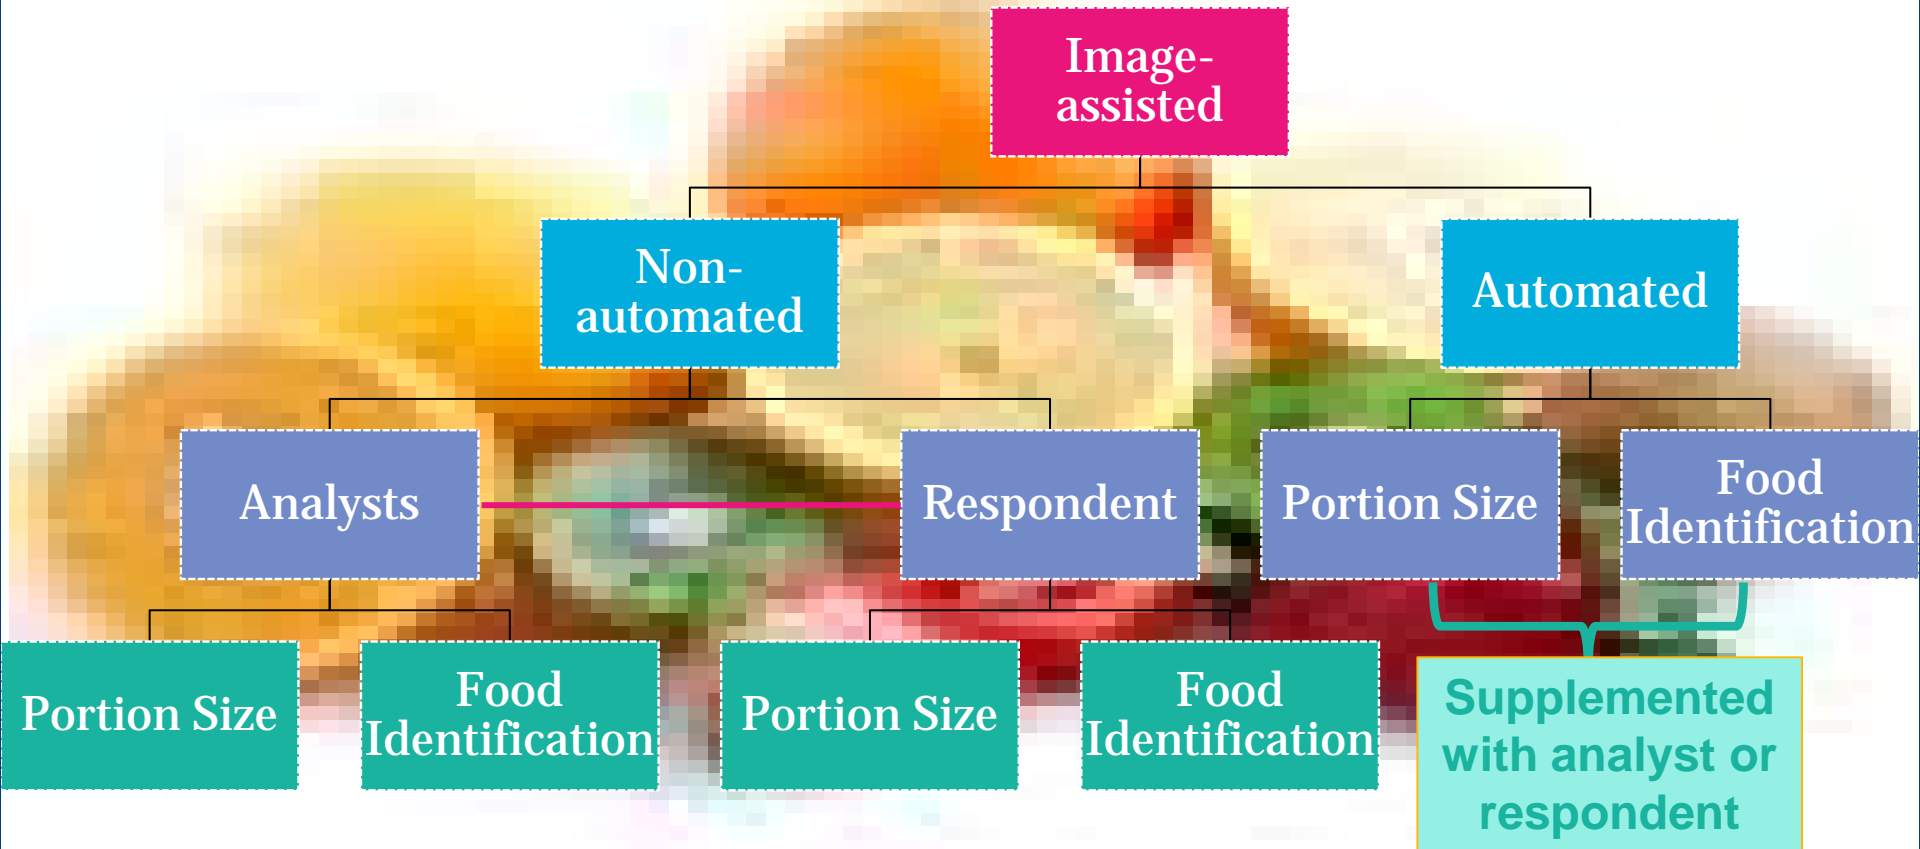 Image-
assisted
Non-
automated
Automated
Analysts
Respondent
Portion Size
Food
Identification
Portion Size
Food
Identification
Portion Size
Food
Identification
Supplemented
with analyst or
respondent